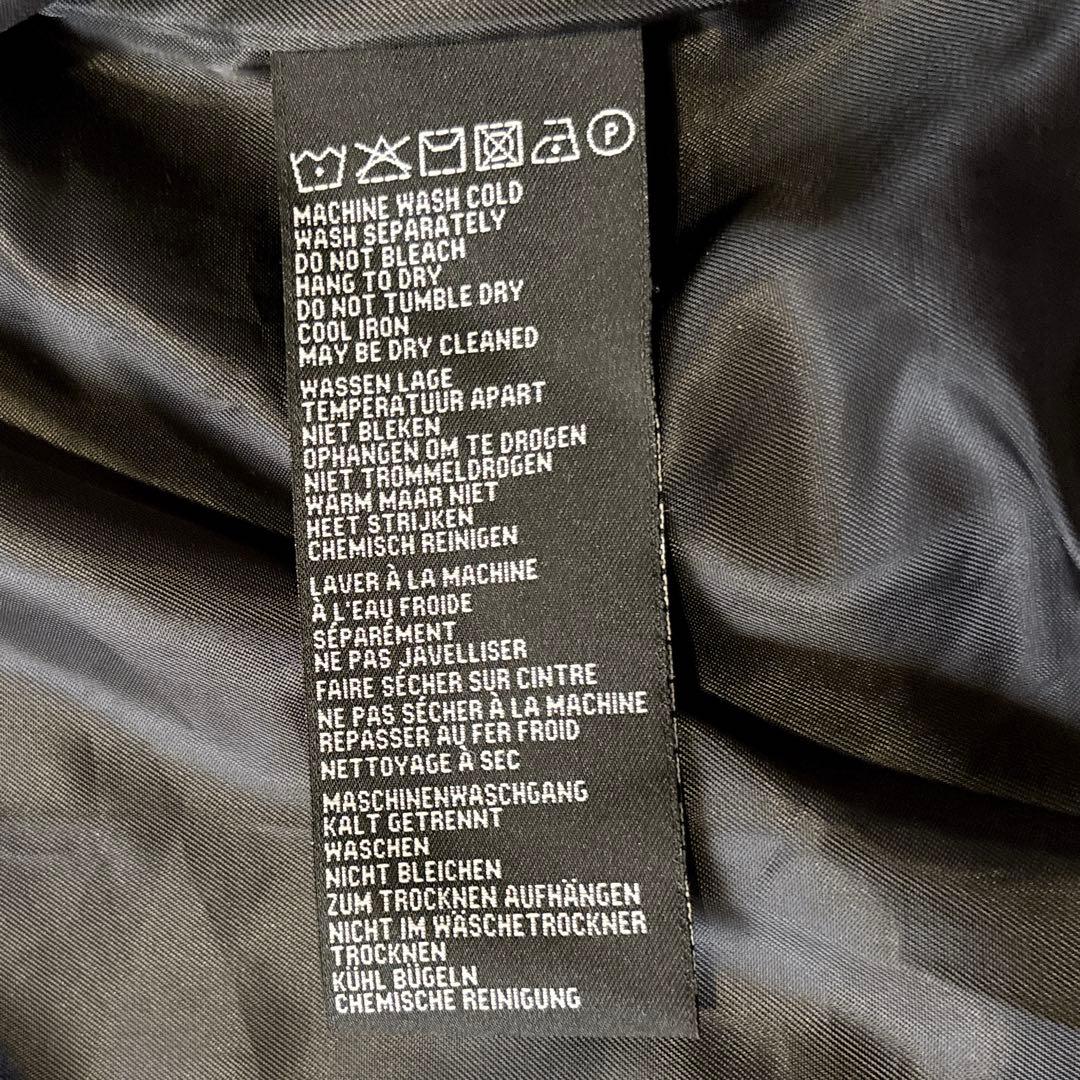 P
MACHINE WASH COLD
WASH SEPARATELY
DO NOT BLEACH
HANG TO DRY
DO NOT TUMBLE DRY
COOL IRON
MAY BE DRY CLEANED
WASSEN LAGE
TEMPERATUUR APART
NIET BLEKEN
OPHANGEN OM TE DROGEN
NIET TROMMELDROGEN
WARM MAAR NIET
HEET STRIJKEN
CHEMISCH REINIGEN
LAVER À LA MACHINE
À L'EAU FROIDE
SÉPARÉMENT
NE PAS JAVELLISER
FAIRE SÉCHER SUR CINTRE
NE PAS SÉCHER À LA MACHINE
REPASSER AU FER FROID
NETTOYAGE À SEC
MASCHINENWASCHGANG
KALT GETRENNT
WASCHEN
NICHT BLEICHEN
ZUM TROCKNEN AUFHÄNGEN
NICHT IM WÄSCHETROCKNER
TROCKNEN
KÜHL BÜGELN
CHEMISCHE REINIGUNG